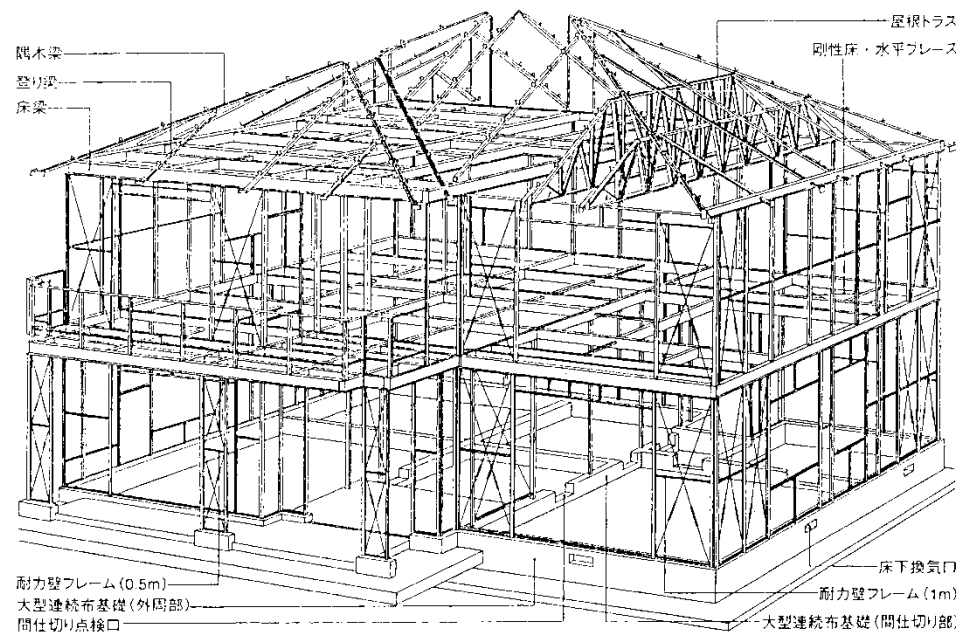 隅木梁
登り梁
床梁
屋根トラス
剛性床・水平ブレース
耐力壁フレーム(0.5m)
大型連続布基礎(外周部)
間仕切り点検口
床下換気口
耐力壁フレーム(1m)
大型連続布基礎(間仕切り部)